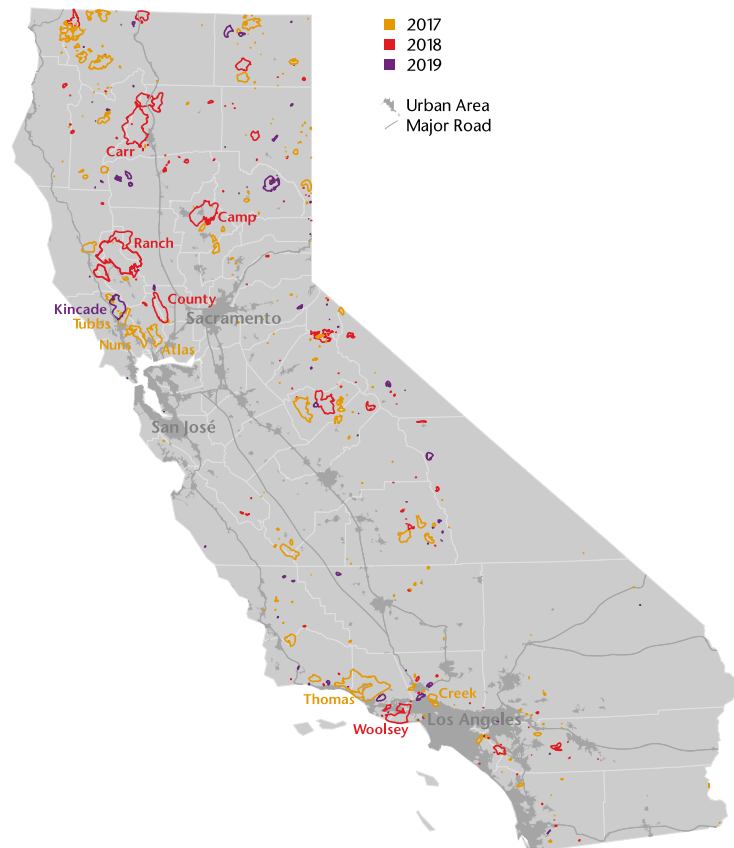 2017
2018
2019
Urban Area
Major Road
Carr
Camp
Ranch
Kincade
County
Sacramento
Tubbs
Nuns
Atlas
San José
Thomas
Creek
Los Angeles
Woolsey